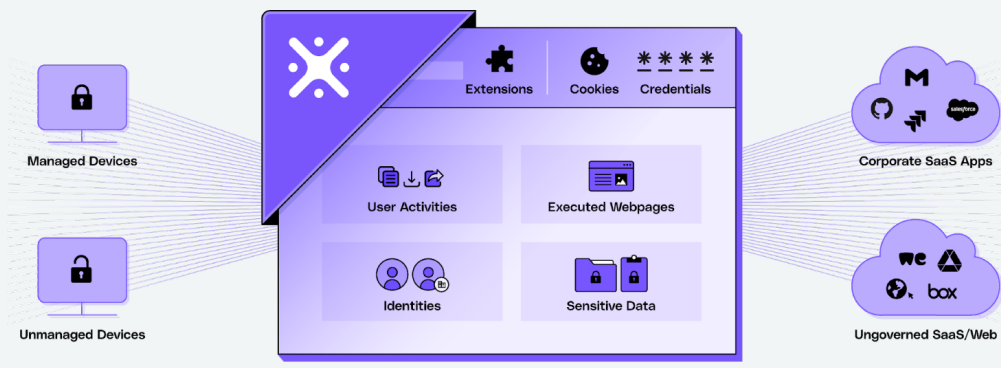 Extensions
Cookies
Credentials
Managed Devices
Unmanaged Devices
User Activities
Executed Webpages
Identities
Sensitive Data
salesforce
Corporate SaaS Apps
we
box
Ungoverned SaaS/Web